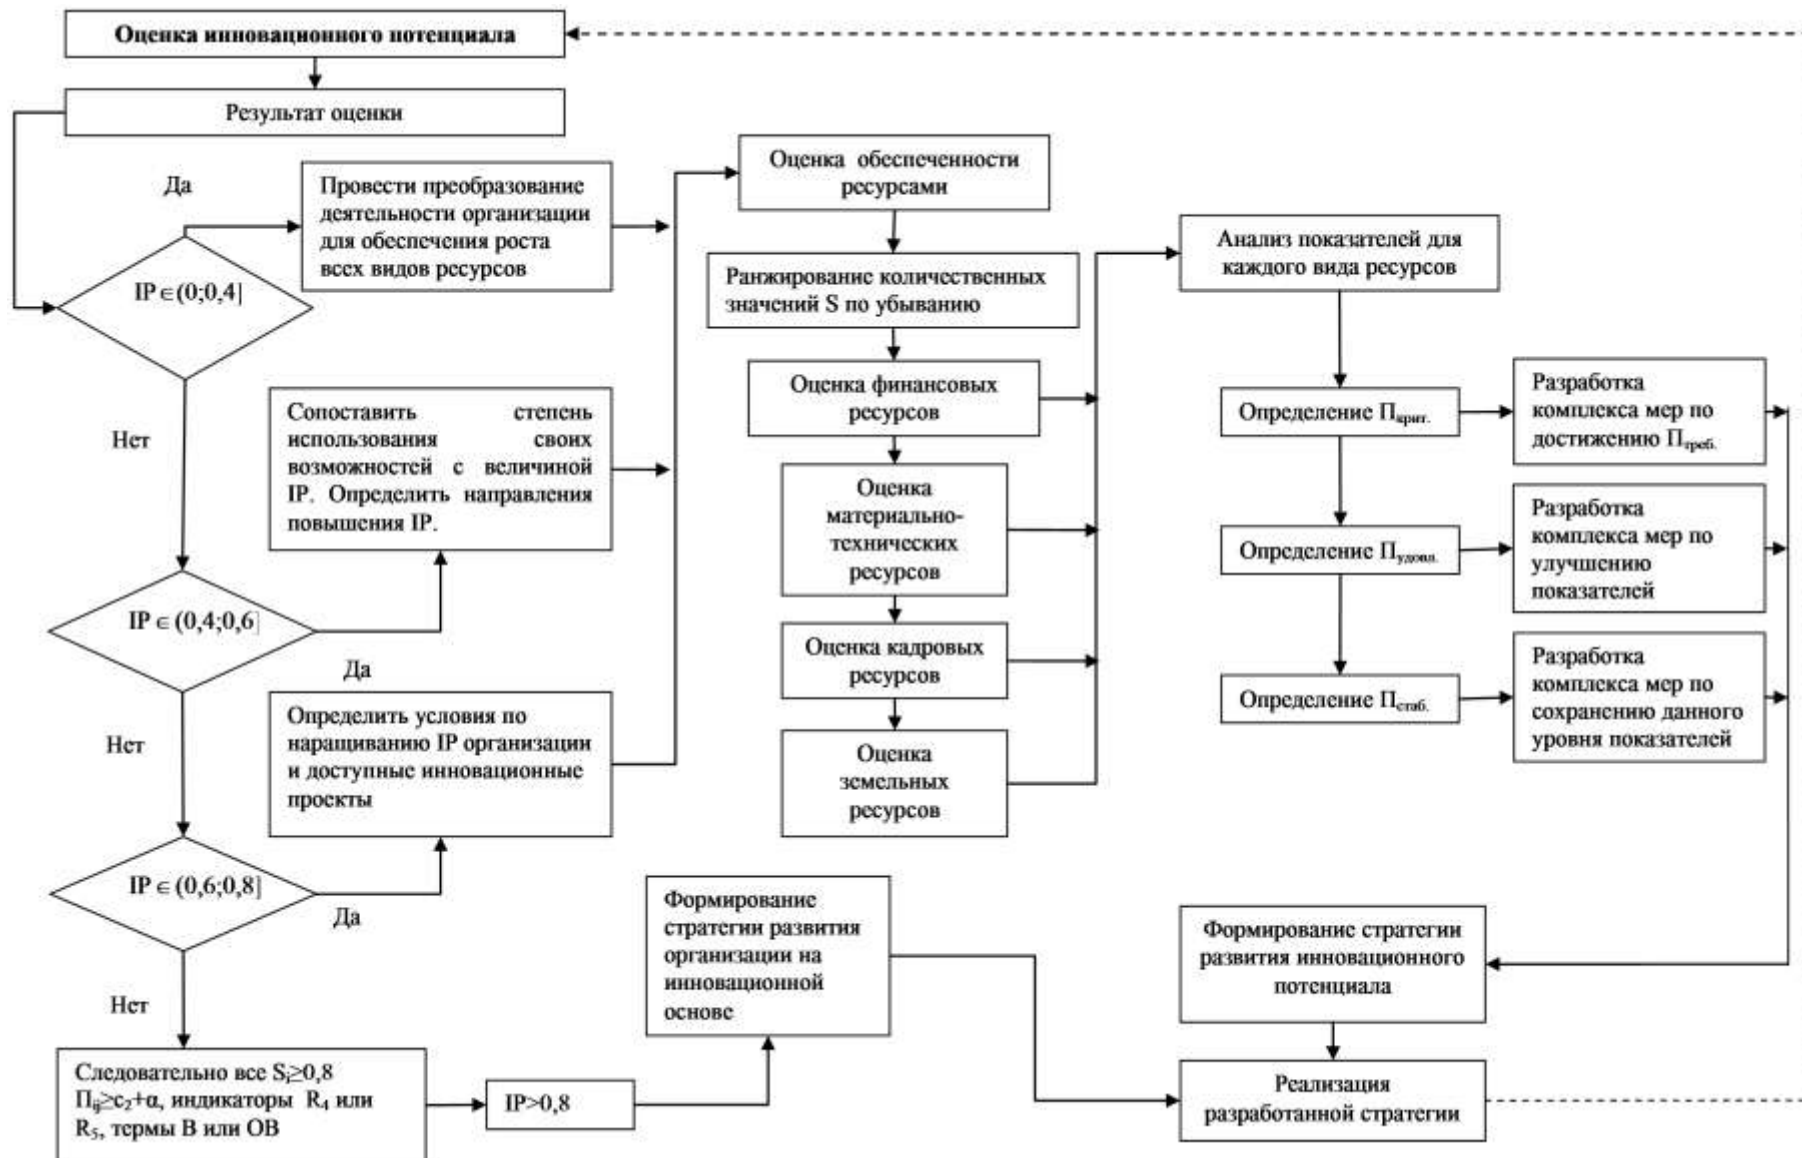 Оценка инновационного потенциала
Результат оценки
Да
Провести преобразование
деятельности организации
для обеспечения роста
всех видов ресурсов
IP∈(0;0,4]
Нет
Сопоставить степень
использования своих
возможностей с величиной
IP. Определить направления
повышения IP.
IP∈(0,4;0,6]
Да
Нет
Определить условия по
наращиванию IP организации
и доступные инновационные
проекты
IP∈(0,6;0,8]
Да
Нет
Следовательно все Sᵢ≥0,8
Пᵢⱼ≥c₂+α, индикаторы R₄ или
R₅, термы В или ОВ
IP>0,8
Формирование
стратегии развития
организации на
инновационной
основе
Оценка обеспеченности
ресурсами
Ранжирование количественных
значений S по убыванию
Оценка финансовых
ресурсов
Оценка
материально-
технических
ресурсов
Оценка кадровых
ресурсов
Оценка
земельных
ресурсов
Анализ показателей для
каждого вида ресурсов
Определение Пкрит.
Разработка
комплекса мер по
достижению Птреб.
Определение Пудовл.
Разработка
комплекса мер по
улучшению
показателей
Определение Пстаб.
Разработка
комплекса мер по
сохранению данного
уровня показателей
Формирование стратегии
развития инновационного
потенциала
Реализация
разработанной стратегии